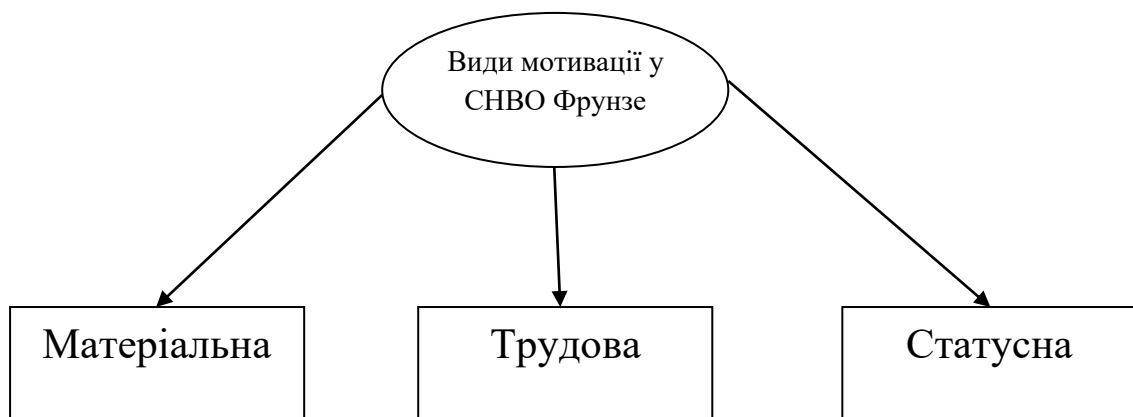 Види мотивації у
СНВО Фрунзе
Матеріальна
Трудова
Статусна